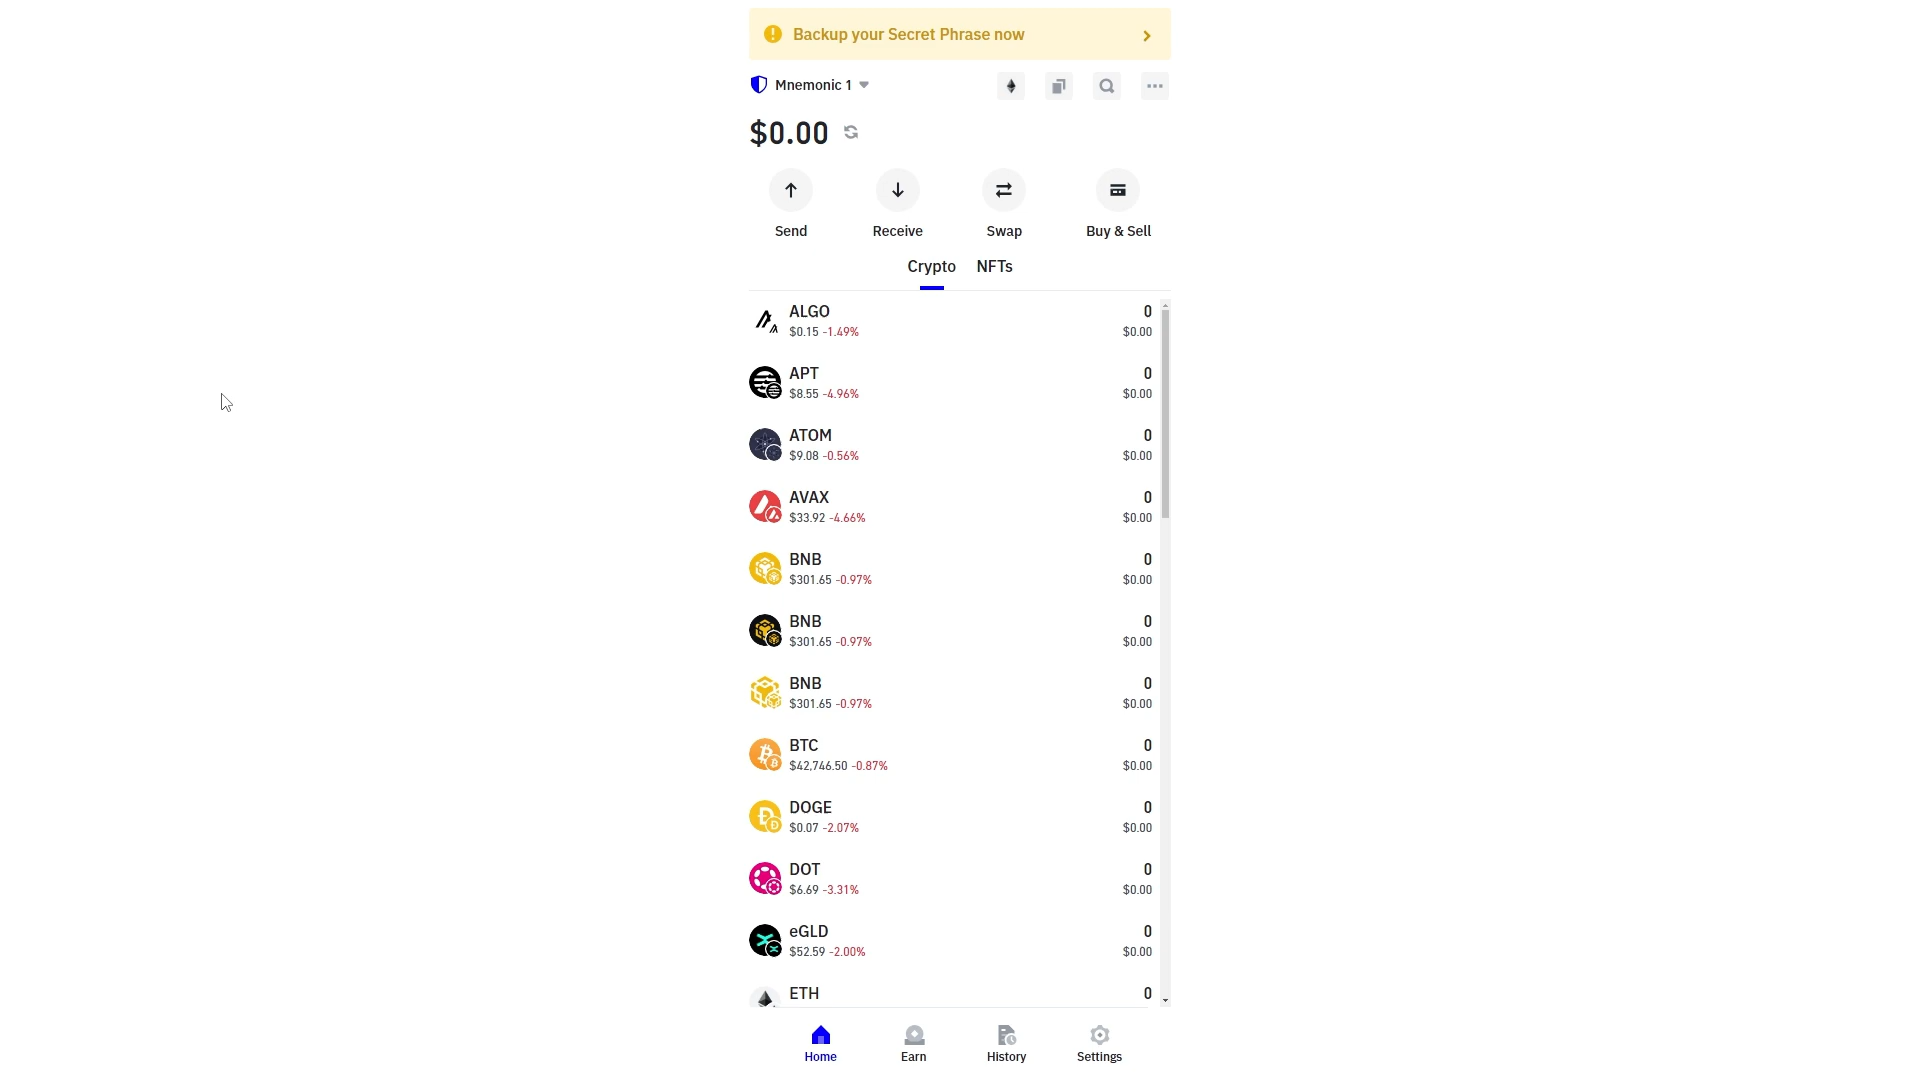 Backup your Secret Phrase now
Mnemonic 1
$0.00
Send Receive Swap Buy & Sell
Crypto NFTs
ALGO 0
$0.15 -1.49% $0.00
APT 0
$8.55 -4.96% $0.00
ATOM 0
$9.08 -0.56% $0.00
AVAX 0
$33.92 -4.66% $0.00
BNB 0
$301.65 -0.97% $0.00
BNB 0
$301.65 -0.97% $0.00
BNB 0
$301.65 -0.97% $0.00
BTC 0
$42,746.50 -0.87% $0.00
DOGE 0
$0.07 -2.07% $0.00
DOT 0
$6.69 -3.31% $0.00
eGLD 0
$52.59 -2.00% $0.00
ETH 0
Home Earn History Settings